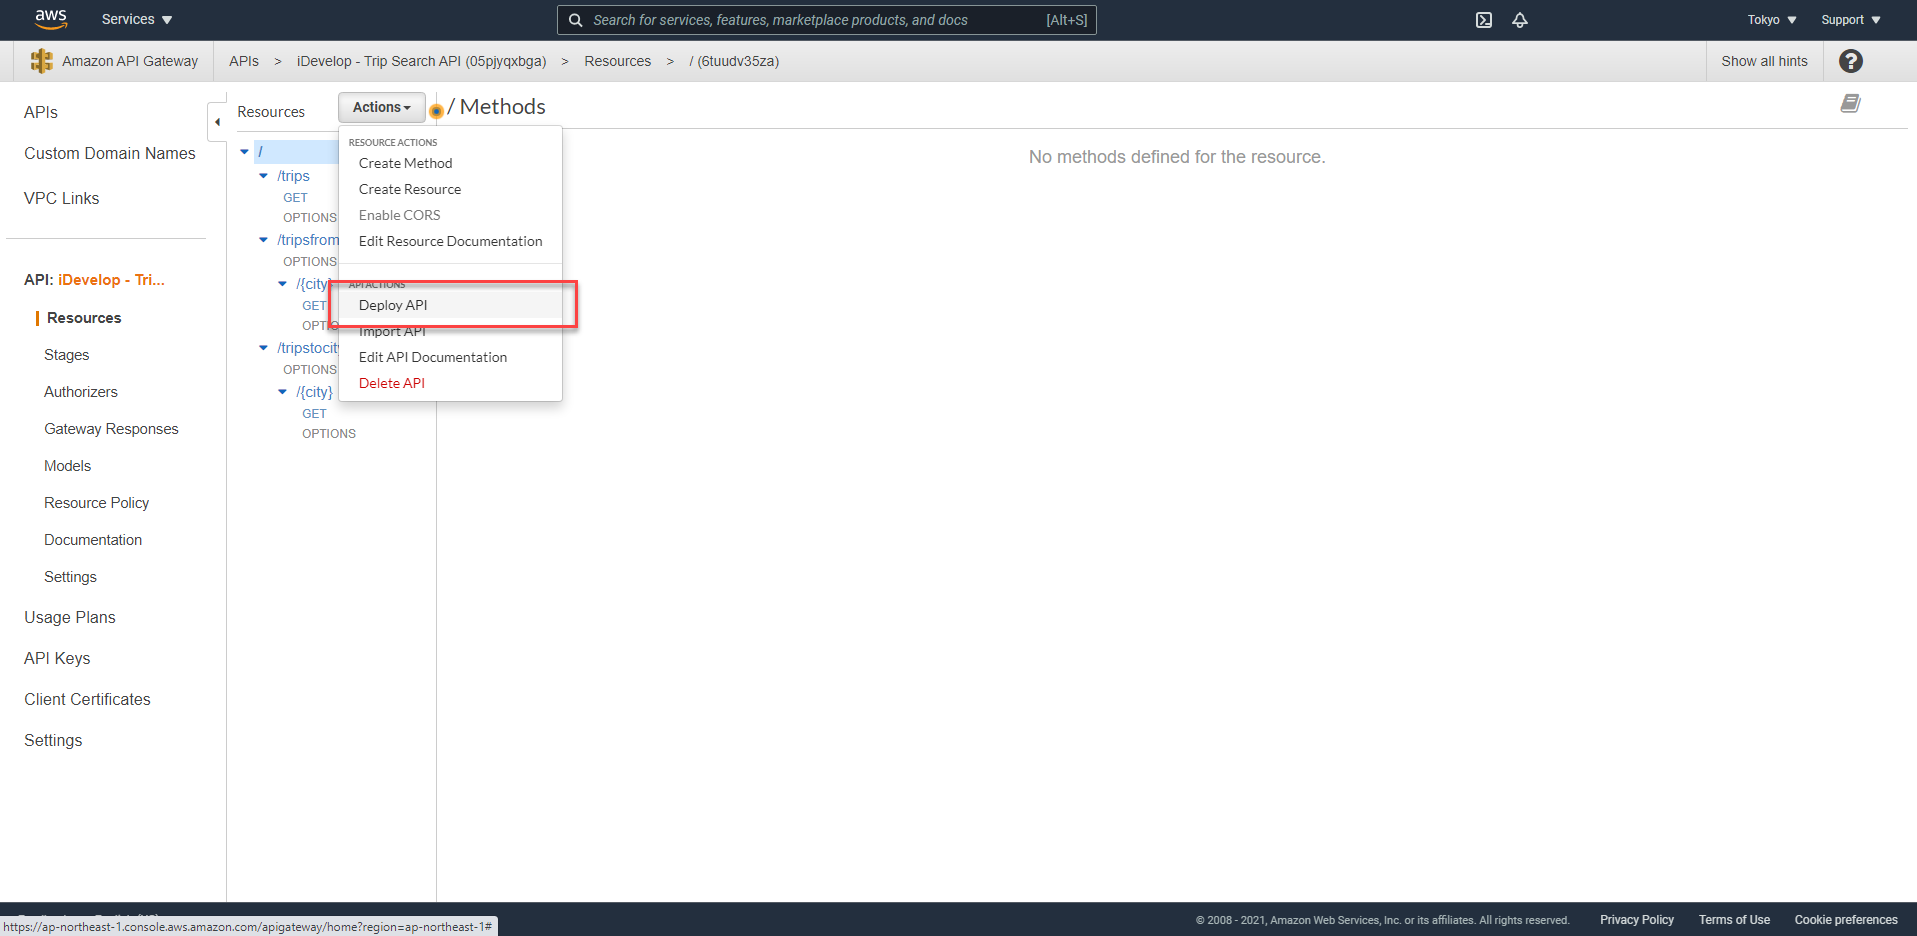 aws Services Search for services, features, marketplace products, and docs [Alt+S] Tokyo Support
Amazon API Gateway APIs > iDevelop - Trip Search API (05pjyqxbga) > Resources > / (6tuudv35za) Show all hints ?
APIs
Custom Domain Names
VPC Links
API: iDevelop - Tri...
Resources
Stages
Authorizers
Gateway Responses
Models
Resource Policy
Documentation
Settings
Usage Plans
API Keys
Client Certificates
Settings
Resources
/
/trips
GET
OPTIONS
/tripsfrom
OPTIONS
/{city}
GET
/tripstocity
OPTIONS
/{city}
GET
OPTIONS
Actions
RESOURCE ACTIONS
Create Method
Create Resource
Enable CORS
Edit Resource Documentation
API ACTIONS
Deploy API
Import API
Edit API Documentation
Delete API
/ Methods
No methods defined for the resource.
© 2008 - 2021, Amazon Web Services, Inc. or its affiliates. All rights reserved. Privacy Policy Terms of Use Cookie preferences
https://ap-northeast-1.console.aws.amazon.com/apigateway/home?region=ap-northeast-1#